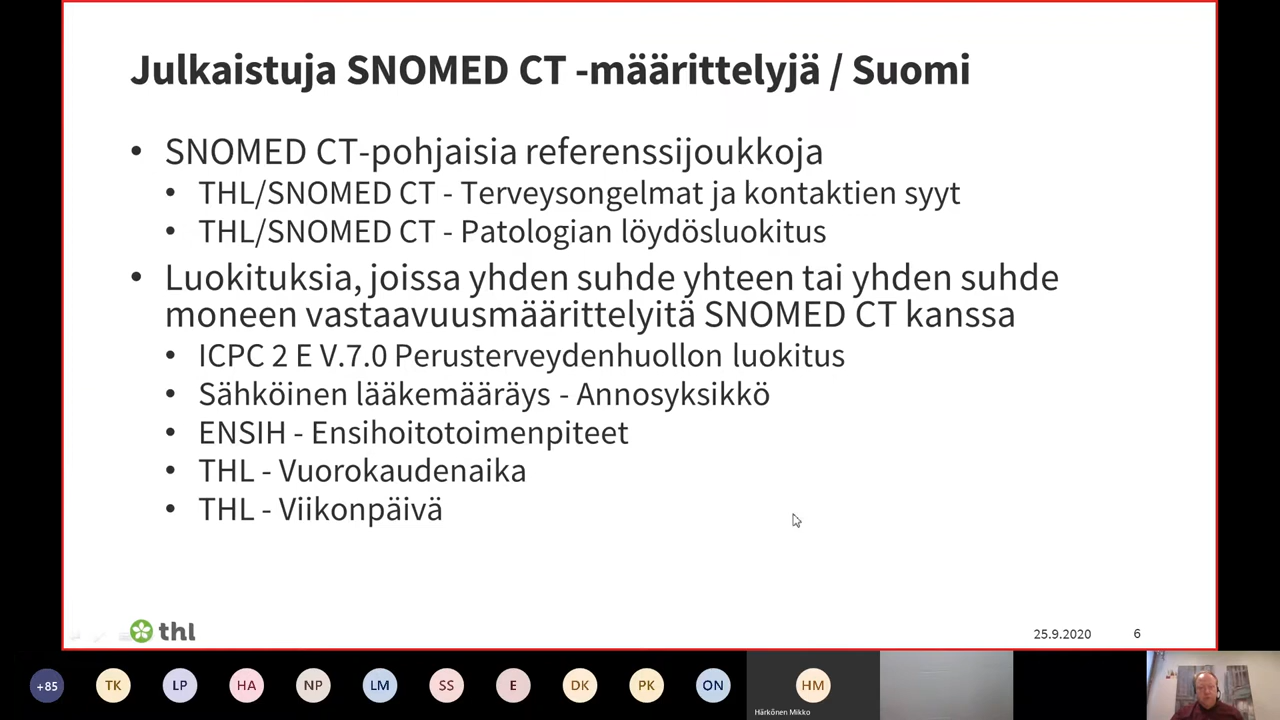 Julkaistuja SNOMED CT -määrittelyjä / Suomi
• SNOMED CT-pohjaisia referenssijoukkoja
• THL/SNOMED CT - Terveysongelmat ja kontaktien syyt
• THL/SNOMED CT - Patologian löydösluokitus
• Luokituksia, joissa yhden suhde yhteen tai yhden suhde
moneen vastaavuusmäärittelyitä SNOMED CT kanssa
• ICPC 2 E V.7.0 Perusterveydenhuollon luokitus
• Sähköinen lääkemääräys - Annosyksikkö
• ENSIH - Ensihoitotoimenpiteet
• THL - Vuorokaudenaika
• THL - Viikonpäivä
thl
25.9.2020 6
+85 TK LP HA NP LM SS E DK PK ON HM
Härkönen Mikko